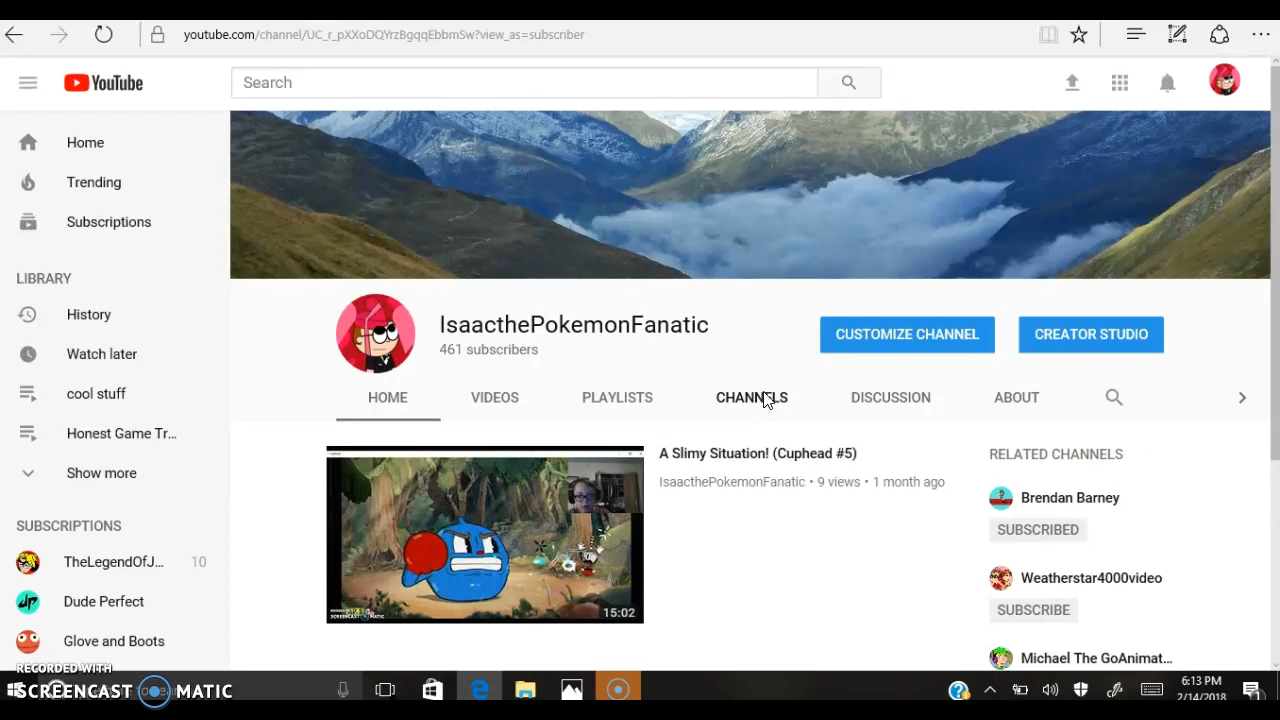 youtube.com/channel/UC_r_pXXoDQYrzBgqqEbbmSw?view_as=subscriber
YouTube
Search
Home
Trending
Subscriptions
LIBRARY
History
Watch later
cool stuff
Honest Game Tr...
Show more
SUBSCRIPTIONS
TheLegendOfJ... 10
Dude Perfect
Glove and Boots
IsaacthePokemonFanatic
461 subscribers
CUSTOMIZE CHANNEL
CREATOR STUDIO
HOME VIDEOS PLAYLISTS CHANNELS DISCUSSION ABOUT
A Slimy Situation! (Cuphead #5)
IsaacthePokemonFanatic • 9 views • 1 month ago
15:02
RELATED CHANNELS
Brendan Barney
SUBSCRIBED
Weatherstar4000video
SUBSCRIBE
Michael The GoAnimat...
RECORDED WITH
SCREENCAST MATIC
6:13 PM
2/14/2018